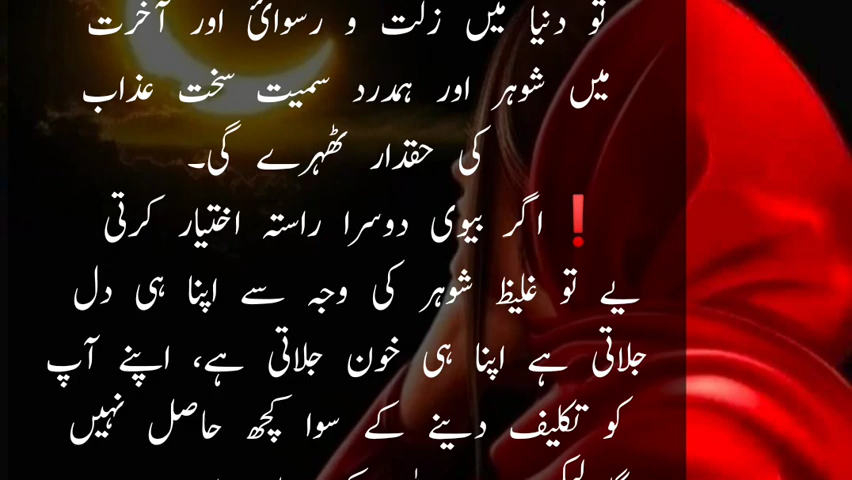 تو دنیا میں زلت و رسوائ اور آخرت
میں شوہر اور ہمدرد سمیت سخت عذاب
کی حقدار ٹھہرے گی۔
❗ اگر بیوی دوسرا راستہ اختیار کرتی
یے تو غلیظ شوہر کی وجہ سے اپنا ہی دل
جلاتی ہے اپنا ہی خون جلاتی ہے، اپنے آپ
کو تکلیف دینے کے سوا کچھ حاصل نہیں